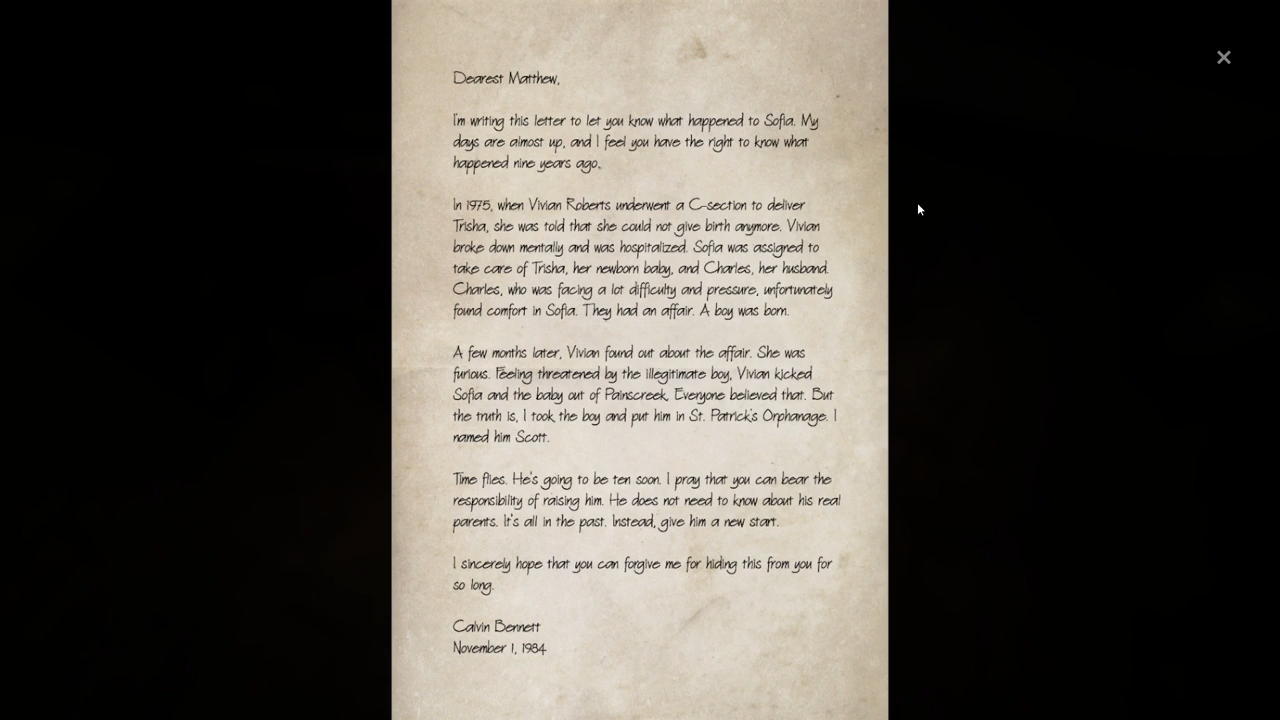 Dearest Matthew,
I'm writing this letter to let you know what happened to Sofia. My
days are almost up, and I feel you have the right to know what
happened nine years ago.
In 1975, when Vivian Roberts underwent a C-section to deliver
Trisha, she was told that she could not give birth anymore. Vivian
broke down mentally and was hospitalized. Sofia was assigned to
take care of Trisha, her newborn baby, and Charles, her husband.
Charles, who was facing a lot difficulty and pressure, unfortunately
found comfort in Sofia. They had an affair. A boy was born.
A few months later, Vivian found out about the affair. She was
furious. Feeling threatened by the illegitimate boy, Vivian kicked
Sofia and the baby out of Painscreek. Everyone believed that. But
the truth is, I took the boy and put him in St. Patrick's Orphanage. I
named him Scott.
Time flies. He's going to be ten soon. I pray that you can bear the
responsibility of raising him. He does not need to know about his real
parents. It's all in the past. Instead, give him a new start.
I sincerely hope that you can forgive me for hiding this from you for
so long.
Calvin Bennett
November 1, 1984